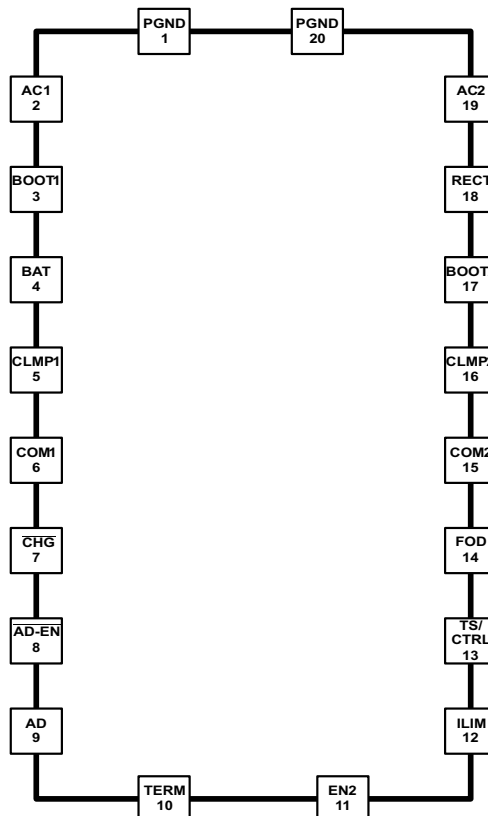 PGND
1
PGND
20
AC1
2
AC2
19
BOOT1
3
RECT
18
BAT
4
BOOT2
17
CLMP1
5
CLMP2
16
COM1
6
COM2
15
CHG
7
FOD
14
AD-EN
8
TS/
CTRL
13
AD
9
ILIM
12
TERM
10
EN2
11